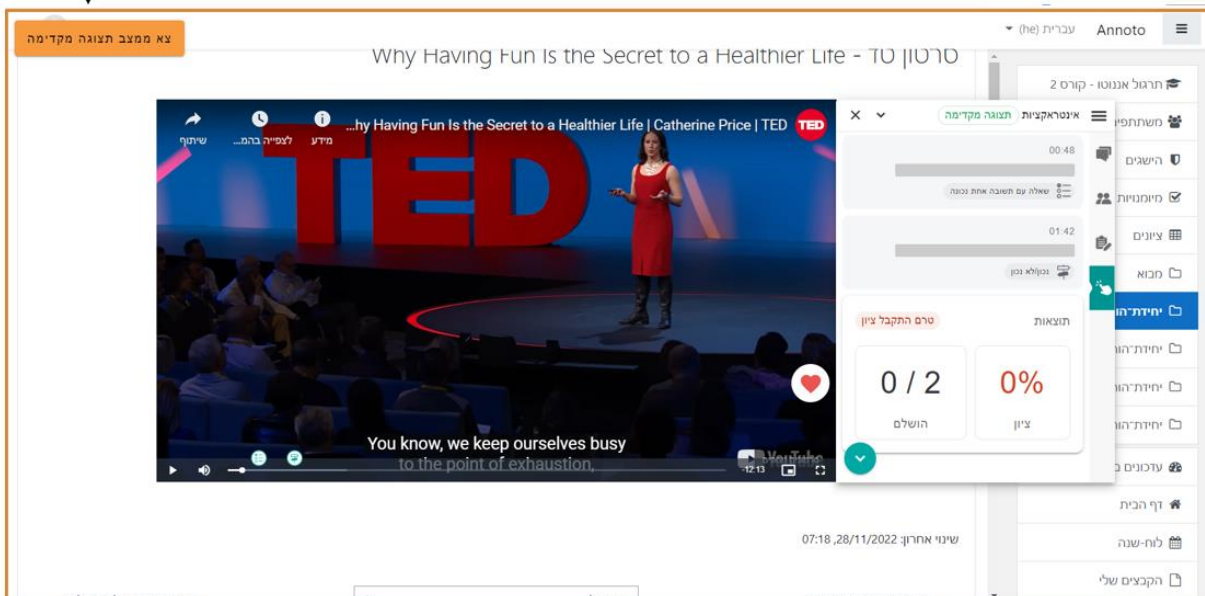 צא ממצב תצוגה מקדימה
Annoto עברית ‎(he)‎
סרטון טד - Why Having Fun Is the Secret to a Healthier Life
...hy Having Fun Is the Secret to a Healthier Life | Catherine Price | TED
TED
מידע
לצפייה בהמ...
שיתוף
TED
You know, we keep ourselves busy
to the point of exhaustion,
YouTube
-12:13
אינטראקציות תצוגה מקדימה
00:48
שאלה עם תשובה אחת נכונה
01:42
נכון/לא נכון
תוצאות טרם התקבל ציון
0%
ציון
0 / 2
הושלם
שינוי אחרון: 28/11/2022, 07:18
תרגול אננוטו - קורס 2
משתתפי
הישגים
מיומנויות
ציונים
מבוא
יחידת־הו
יחידת־הור
יחידת־הור
יחידת־הור
עדכונים
דף הבית
לוח-שנה
הקבצים שלי